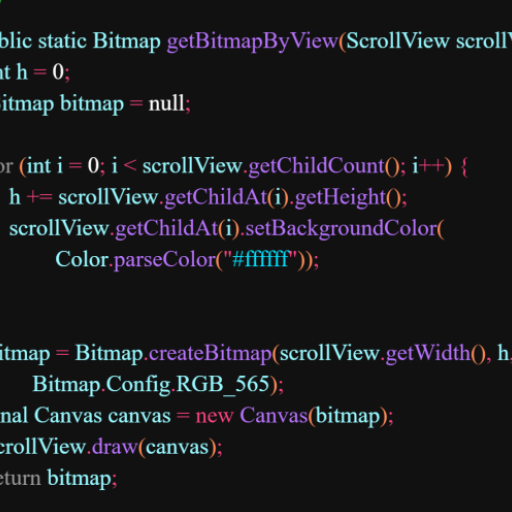 blic static Bitmap getBitmapByView(ScrollView scrollV
nt h = 0;
itmap bitmap = null;
or (int i = 0; i < scrollView.getChildCount(); i++) {
h += scrollView.getChildAt(i).getHeight();
scrollView.getChildAt(i).setBackgroundColor(
Color.parseColor("#ffffff"));
itmap = Bitmap.createBitmap(scrollView.getWidth(), h,
Bitmap.Config.RGB_565);
nal Canvas canvas = new Canvas(bitmap);
crollView.draw(canvas);
eturn bitmap;